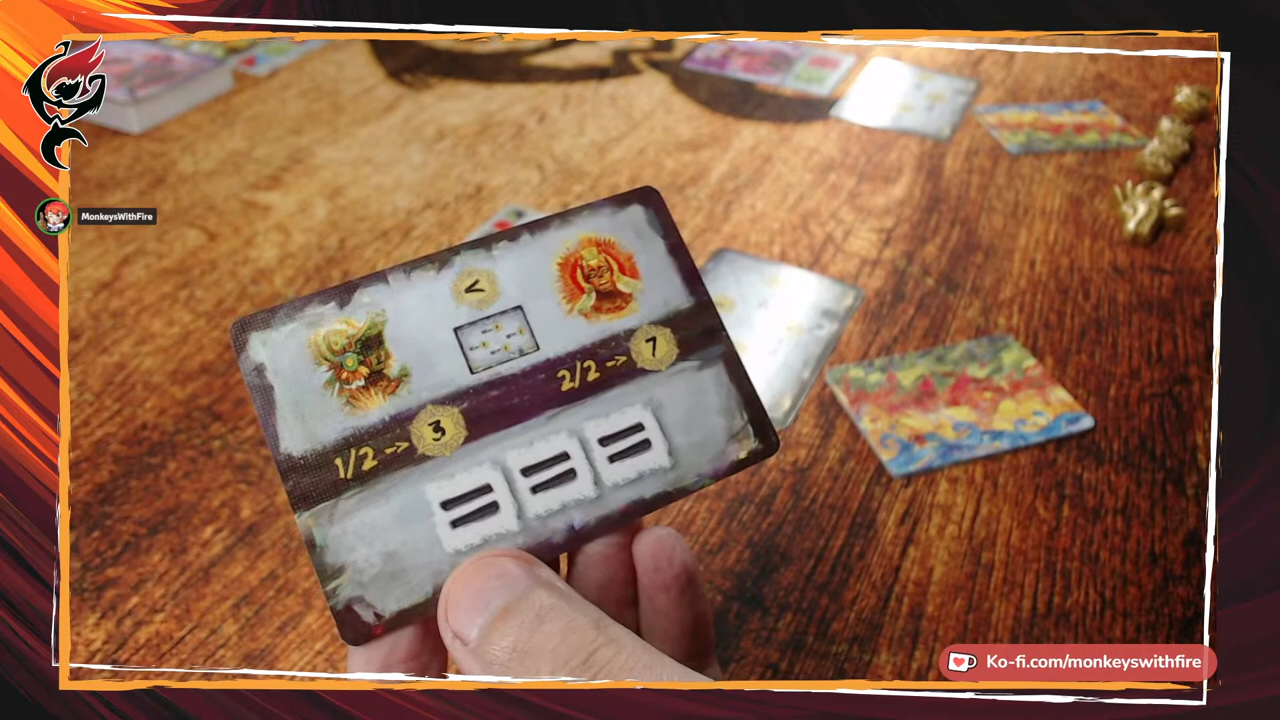 MonkeysWithFire
<
2/2 -> 7
1/2 -> 3
= = =
Ko-fi.com/monkeyswithfire